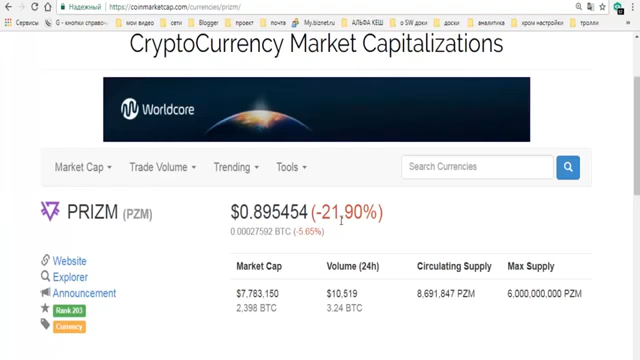 Надежный https://coinmarketcap.com/currencies/prizm/
G - кнопки справочн мои видео сети Blogger проект My.biznet.ru АЛЬФА КЕШ о SW доски доски аналитика хром настройки тролли
CryptoCurrency Market Capitalizations
Worldcore
Market Cap Trade Volume Trending Tools Search Currencies
PRIZM (PZM) $0.895454 (-21,90%)
0.00027592 BTC (-5.65%)
Website
Explorer
Announcement
Rank 203
Currency
Market Cap Volume (24h) Circulating Supply Max Supply
$7,783,150 $10,519 8,691,847 PZM 6,000,000,000 PZM
2,398 BTC 3.24 BTC